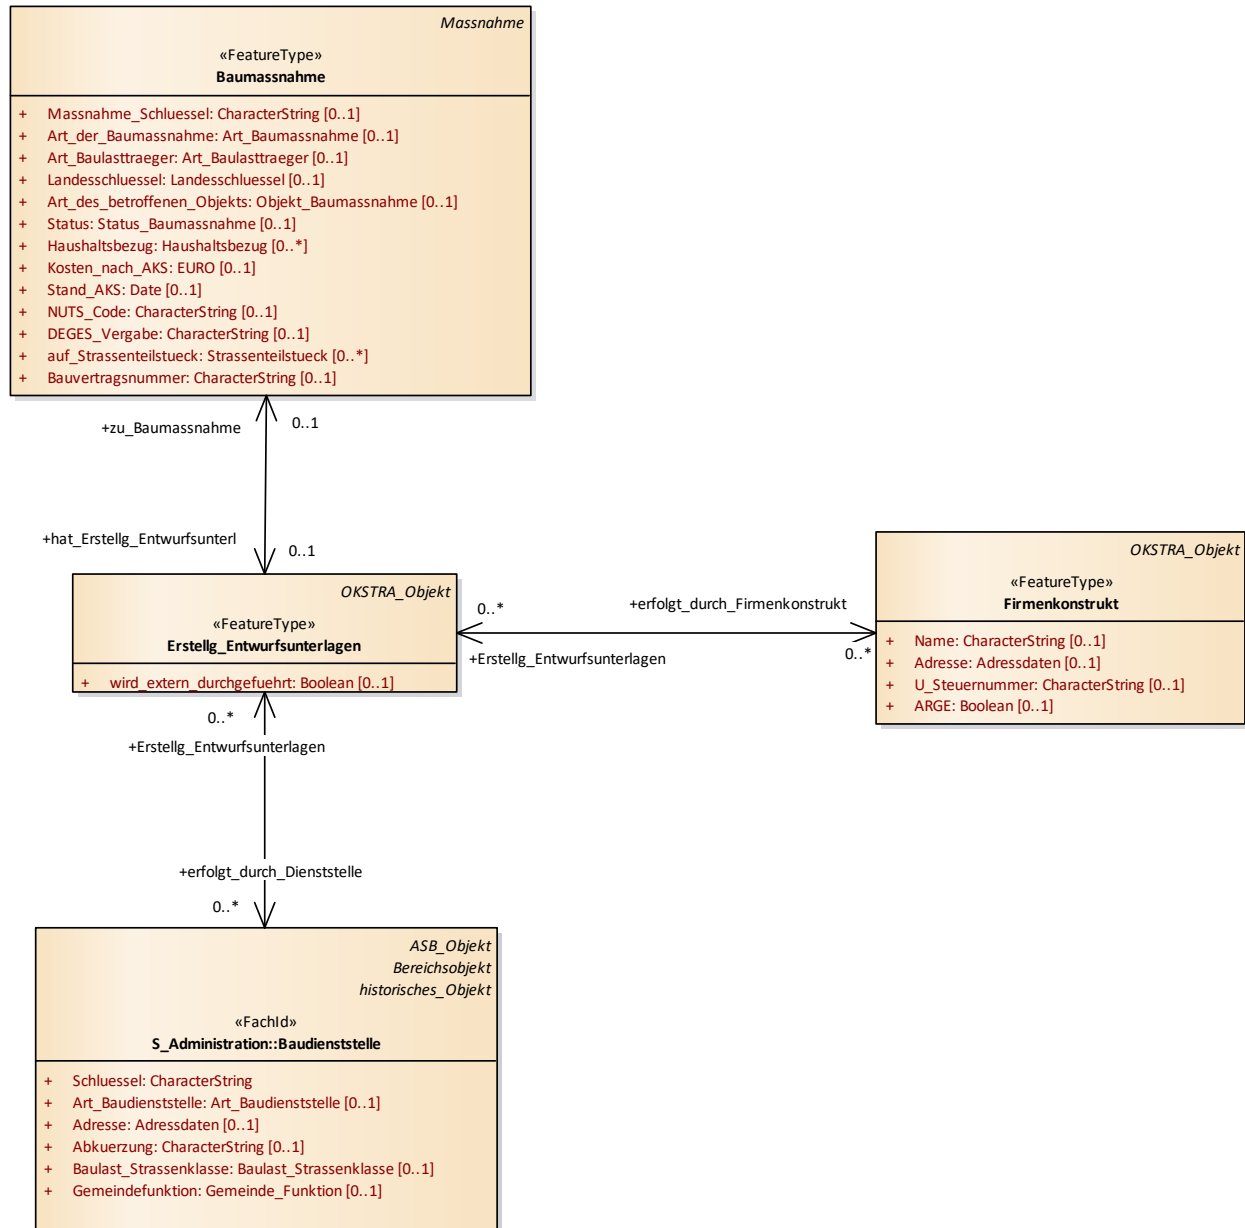 Massnahme
«FeatureType»
Baumassnahme
+ Massnahme_Schluessel: CharacterString [0..1]
+ Art_der_Baumassnahme: Art_Baumassnahme [0..1]
+ Art_Baulasttraeger: Art_Baulasttraeger [0..1]
+ Landesschluessel: Landesschluessel [0..1]
+ Art_des_betroffenen_Objekts: Objekt_Baumassnahme [0..1]
+ Status: Status_Baumassnahme [0..1]
+ Haushaltsbezug: Haushaltsbezug [0..*]
+ Kosten_nach_AKS: EURO [0..1]
+ Stand_AKS: Date [0..1]
+ NUTS_Code: CharacterString [0..1]
+ DEGES_Vergabe: CharacterString [0..1]
+ auf_Strassenteilstueck: Strassenteilstueck [0..*]
+ Bauvertragsnummer: CharacterString [0..1]
+zu_Baumassnahme
0..1
+hat_Erstellg_Entwurfsunterl
0..1
OKSTRA_Objekt
«FeatureType»
Erstellg_Entwurfsunterlagen
+ wird_extern_durchgefuehrt: Boolean [0..1]
0..*
+erfolgt_durch_Firmenkonstrukt
+Erstellg_Entwurfsunterlagen
0..*
OKSTRA_Objekt
«FeatureType»
Firmenkonstrukt
+ Name: CharacterString [0..1]
+ Adresse: Adressdaten [0..1]
+ U_Steuernummer: CharacterString [0..1]
+ ARGE: Boolean [0..1]
0..*
+Erstellg_Entwurfsunterlagen
+erfolgt_durch_Dienststelle
0..*
ASB_Objekt
Bereichsobjekt
historisches_Objekt
«FachId»
S_Administration::Baudienststelle
+ Schluessel: CharacterString
+ Art_Baudienststelle: Art_Baudienststelle [0..1]
+ Adresse: Adressdaten [0..1]
+ Abkuerzung: CharacterString [0..1]
+ Baulast_Strassenklasse: Baulast_Strassenklasse [0..1]
+ Gemeindefunktion: Gemeinde_Funktion [0..1]